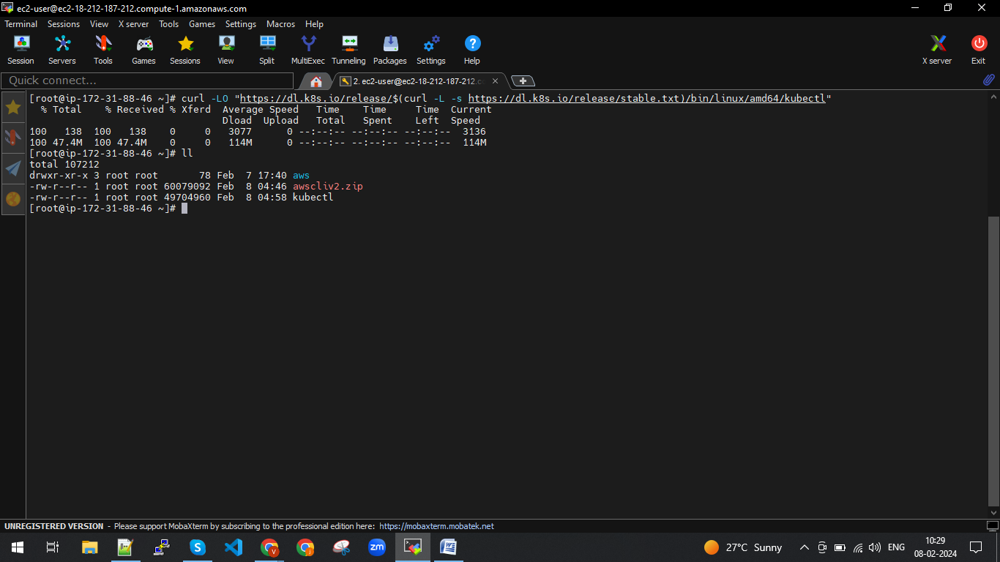 ec2-user@ec2-18-212-187-212.compute-1.amazonaws.com
Terminal Sessions View X server Tools Games Settings Macros Help
Session Servers Tools Games Sessions View Split MultiExec Tunneling Packages Settings Help X server Exit
Quick connect...
2. ec2-user@ec2-18-212-187-212.c
[root@ip-172-31-88-46 ~]# curl -LO "https://dl.k8s.io/release/$(curl -L -s https://dl.k8s.io/release/stable.txt)/bin/linux/amd64/kubectl"
  % Total    % Received % Xferd  Average Speed   Time    Time     Time  Current
                                 Dload  Upload   Total   Spent    Left  Speed
100   138  100   138    0     0   3077      0 --:--:-- --:--:-- --:--:--  3136
100 47.4M  100 47.4M    0     0   114M      0 --:--:-- --:--:-- --:--:--  114M
[root@ip-172-31-88-46 ~]# ll
total 107212
drwxr-xr-x 3 root root       78 Feb  7 17:40 aws
-rw-r--r-- 1 root root 60079092 Feb  8 04:46 awscliv2.zip
-rw-r--r-- 1 root root 49704960 Feb  8 04:58 kubectl
[root@ip-172-31-88-46 ~]#
UNREGISTERED VERSION - Please support MobaXterm by subscribing to the professional edition here: https://mobaxterm.mobatek.net
27°C Sunny ENG 10:29
08-02-2024